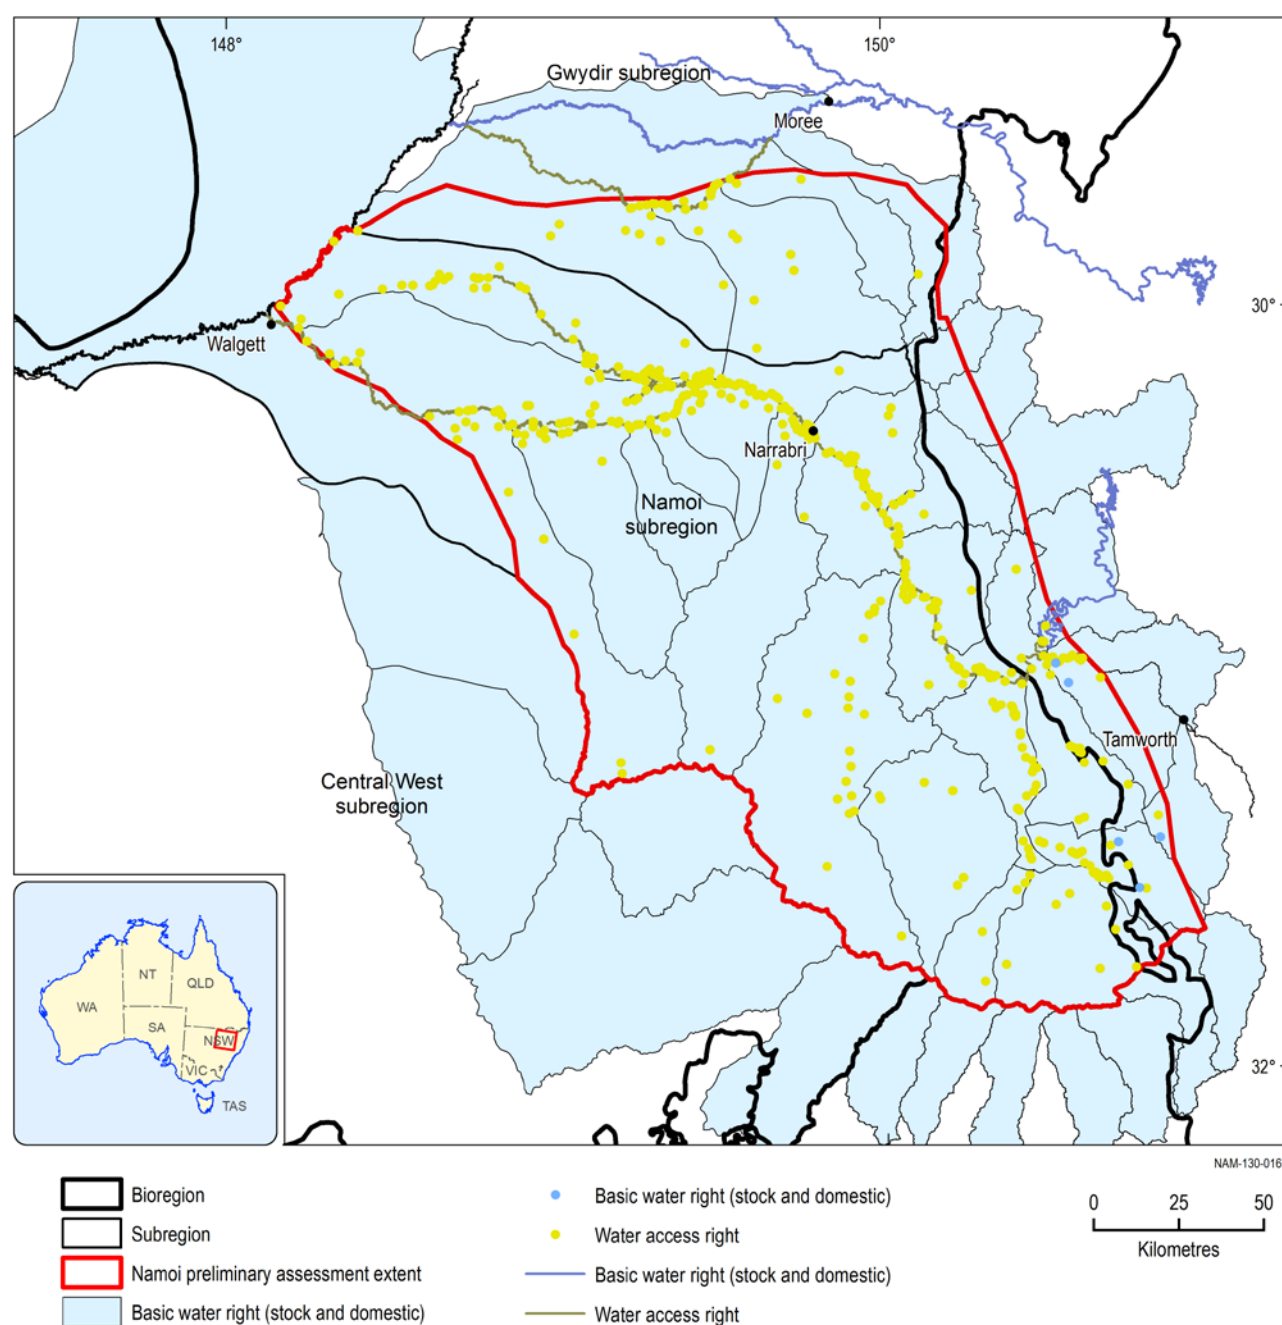 148°
150°
Gwydir subregion
Moree
30°
Walgett
Narrabri
Namoi
subregion
Tamworth
Central West
subregion
32°
NT
QLD
WA
SA
NSW
VIC
TAS
NAM-130-016
Bioregion
Subregion
Namoi preliminary assessment extent
Basic water right (stock and domestic)
Basic water right (stock and domestic)
Water access right
Basic water right (stock and domestic)
Water access right
0 25 50
Kilometres